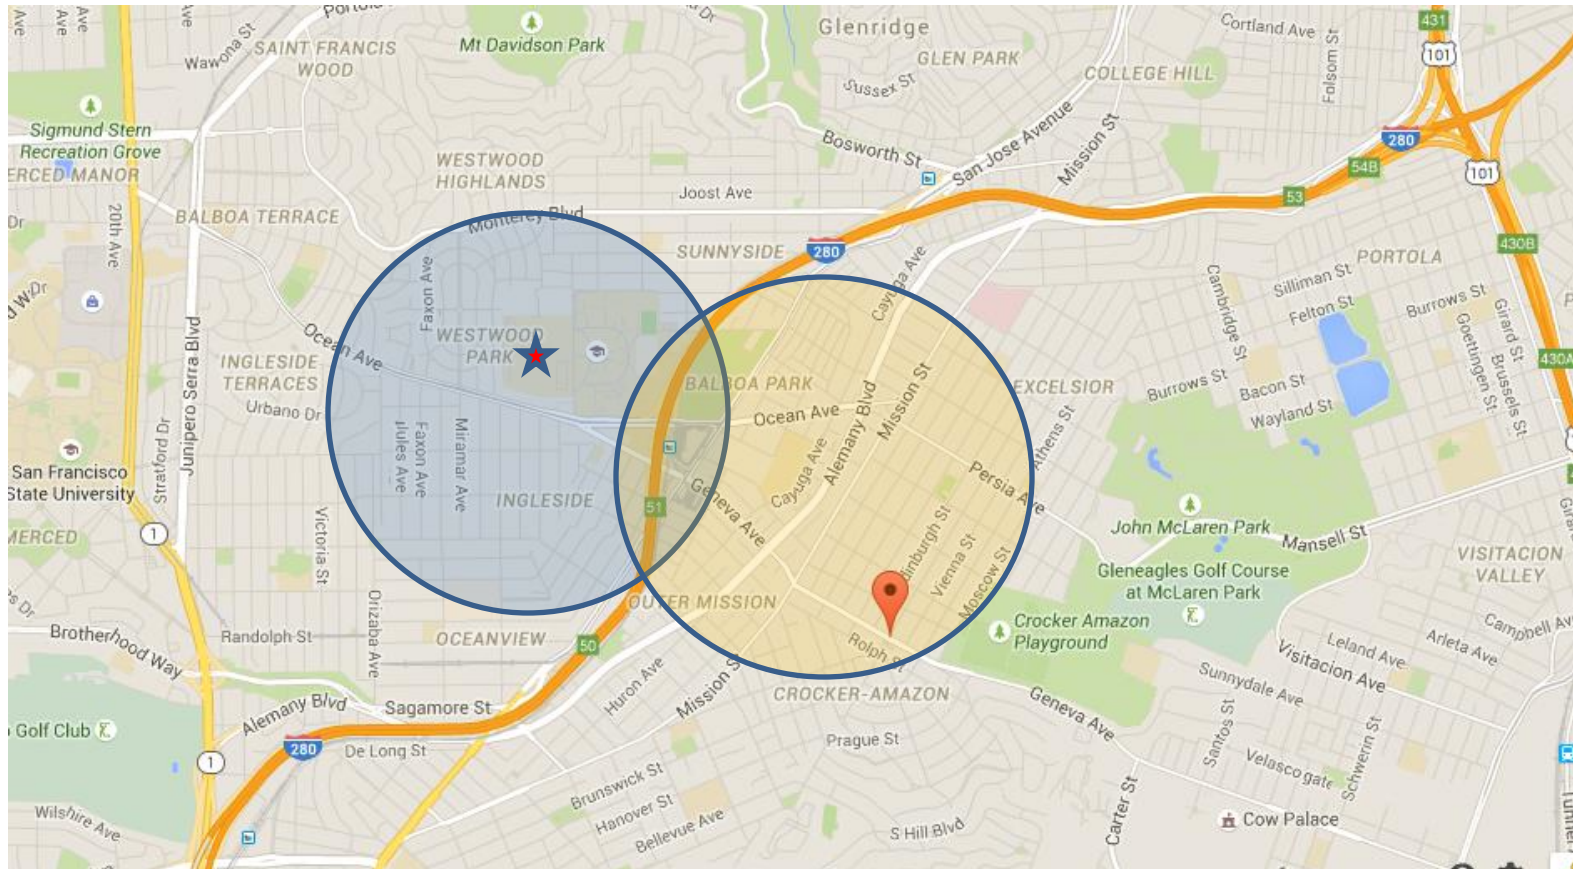 Ave
Ave
Ave
Portol
Ave
Wawona St
SAINT FRANCIS
WOOD
Mt Davidson Park
Dr
Glenridge
GLEN PARK
Sussex St
COLLEGE HILL
Cortland Ave
Folsom St
431
101
Sigmund Stern
Recreation Grove
ERCED MANOR
WESTWOOD
HIGHLANDS
Bosworth St
San Jose Avenue
Mission St
280
54B
101
53
Joost Ave
Dr
20th Ave
BALBOA TERRACE
Monterey Blvd
SUNNYSIDE
280
Cayuga Ave
PORTOLA
430B
Faxon Ave
Cambridge St
Silliman St
Felton St
Burrows St
Girard St
Goettingen St
Brussels St
430A
Ocean Ave
WESTWOOD
PARK
INGLESIDE
TERRACES
Urbano Dr
Junipero Serra Blvd
Stratford Dr
BALBOA PARK
Ocean Ave
Alemany Blvd
Mission St
EXCELSIOR
Burrows St
Bacon St
Wayland St
Athens St
Jules Ave
Faxon Ave
Miramar Ave
San Francisco
State University
INGLESIDE
51
Geneva Ave
Cayuga Ave
Persia Ave
John McLaren Park
Mansell St
1
MERCED
Victoria St
Edinburgh St
Vienna St
Moscow St
Gleneagles Golf Course
at McLaren Park
VISITACION
VALLEY
OUTER MISSION
Orizaba Ave
Brotherhood Way
Randolph St
OCEANVIEW
50
Rolph St
Crocker Amazon
Playground
Leland Ave
Arleta Ave
Campbell Av
Visitacion Ave
Sunnydale Ave
Huron Ave
Mission St
CROCKER-AMAZON
Geneva Ave
Santos St
Schwerin St
Alemany Blvd
Sagamore St
Golf Club
280
De Long St
1
Prague St
Velasco gate
Brunswick St
Hanover St
Bellevue Ave
S Hill Blvd
Carter St
Cow Palace
Wilshire Ave